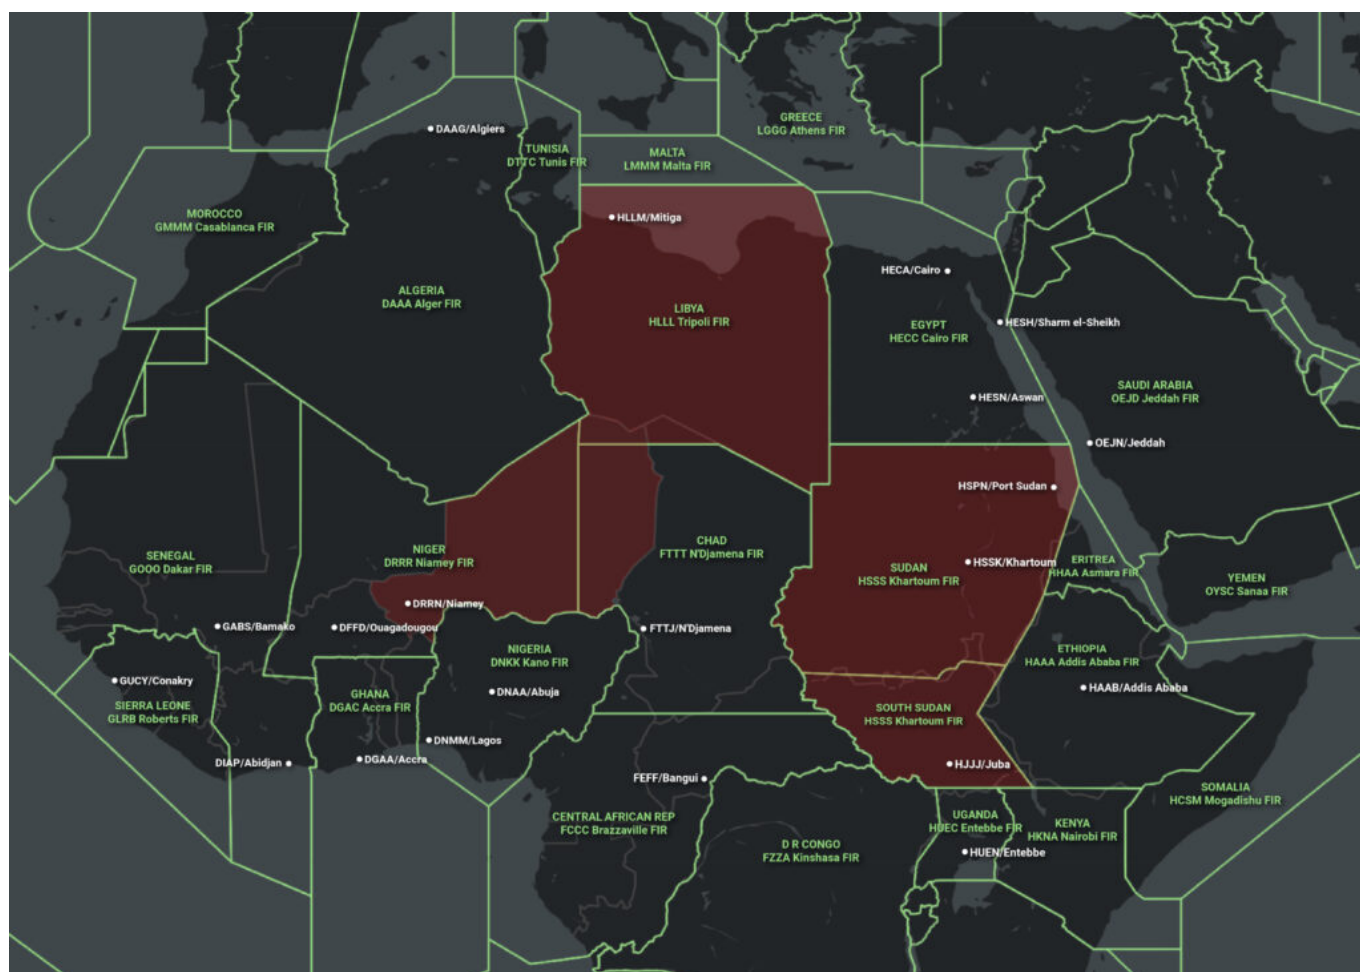 GREECE
LGGG Athens FIR
DAAG/Algiers
TUNISIA
DTTC Tunis FIR
MALTA
LMMM Malta FIR
MOROCCO
GMMM Casablanca FIR
HLLM/Mitiga
HECA/Cairo
ALGERIA
DAAA Alger FIR
LIBYA
HLLL Tripoli FIR
EGYPT
HECC Cairo FIR
HESH/Sharm el-Sheikh
SAUDI ARABIA
OEJD Jeddah FIR
HESN/Aswan
OEJN/Jeddah
HSPN/Port Sudan
SENEGAL
GOOO Dakar FIR
NIGER
DRRR Niamey FIR
CHAD
FTTT N'Djamena FIR
SUDAN
HSSS Khartoum FIR
HSSK/Khartoum
ERITREA
HHAA Asmara FIR
YEMEN
OYSC Sanaa FIR
DRRN/Niamey
GABS/Bamako
DFFD/Ouagadougou
FTTJ/N'Djamena
NIGERIA
DNKK Kano FIR
ETHIOPIA
HAAA Addis Ababa FIR
GUCY/Conakry
DNAA/Abuja
HAAB/Addis Ababa
SIERRA LEONE
GLRB Roberts FIR
GHANA
DGAC Accra FIR
SOUTH SUDAN
HSSS Khartoum FIR
DNMM/Lagos
DIAP/Abidjan
DGAA/Accra
HJJJ/Juba
FEFF/Bangui
SOMALIA
HCSM Mogadishu FIR
CENTRAL AFRICAN REP
FCCC Brazzaville FIR
UGANDA
HUEC Entebbe FIR
KENYA
HKNA Nairobi FIR
D R CONGO
FZZA Kinshasa FIR
HUEN/Entebbe